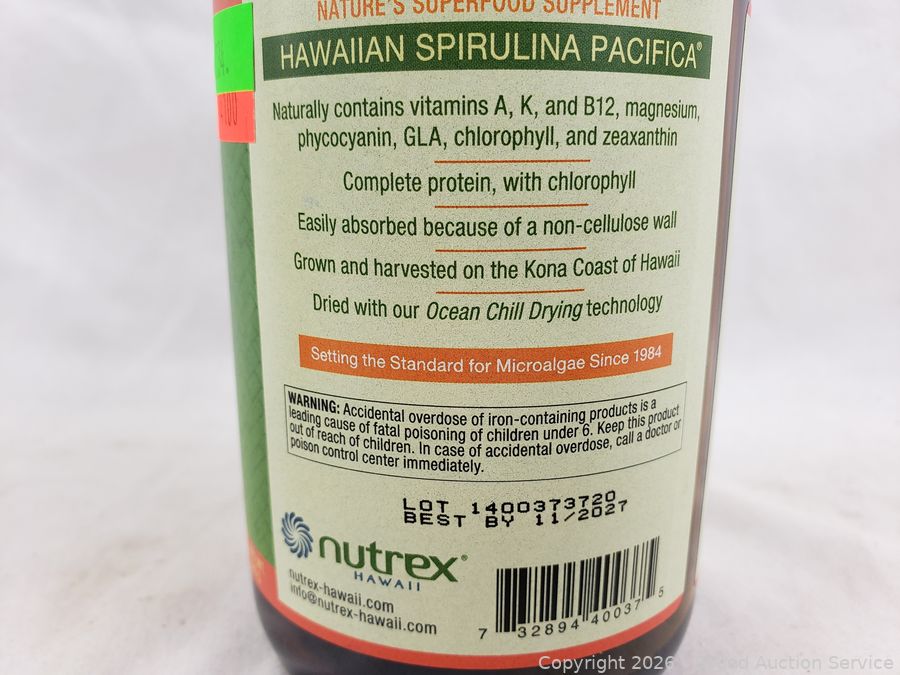 NATURE'S SUPERFOOD SUPPLEMENT
HAWAIIAN SPIRULINA PACIFICA®
Naturally contains vitamins A, K, and B12, magnesium,
phycocyanin, GLA, chlorophyll, and zeaxanthin
Complete protein, with chlorophyll
Easily absorbed because of a non-cellulose wall
Grown and harvested on the Kona Coast of Hawaii
Dried with our Ocean Chill Drying technology
Setting the Standard for Microalgae Since 1984
WARNING: Accidental overdose of iron-containing products is a
leading cause of fatal poisoning of children under 6. Keep this product
out of reach of children. In case of accidental overdose, call a doctor or
poison control center immediately.
LOT 1400373720
BEST BY 11/2027
nutrex®
HAWAII
nutrex-hawaii.com
info@nutrex-hawaii.com
7 32894 40037 5
Copyright 2026 Auction Service